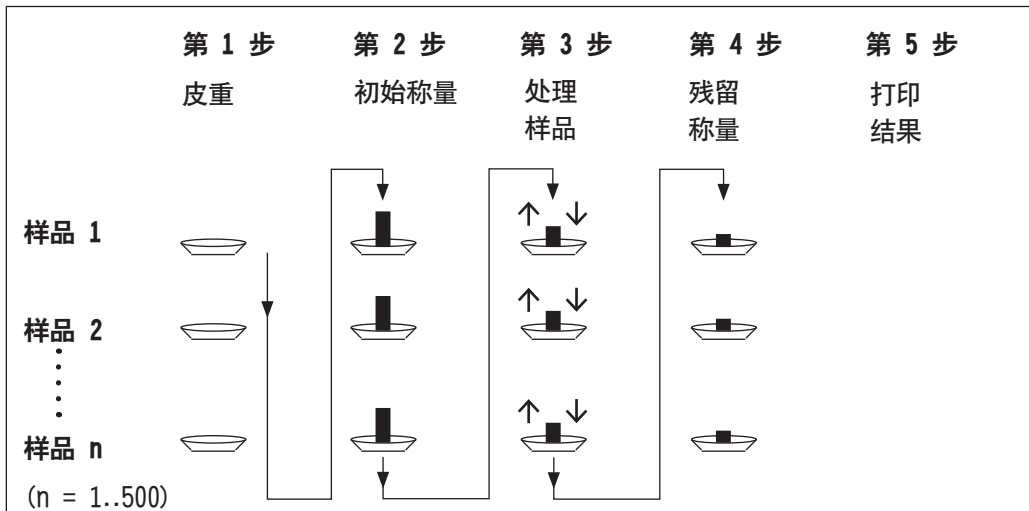 第 1 步 第 2 步 第 3 步 第 4 步 第 5 步
皮重 初始称量 处理 残留 打印
样品 称量 结果
样品 1
样品 2
样品 n
(n = 1..500)